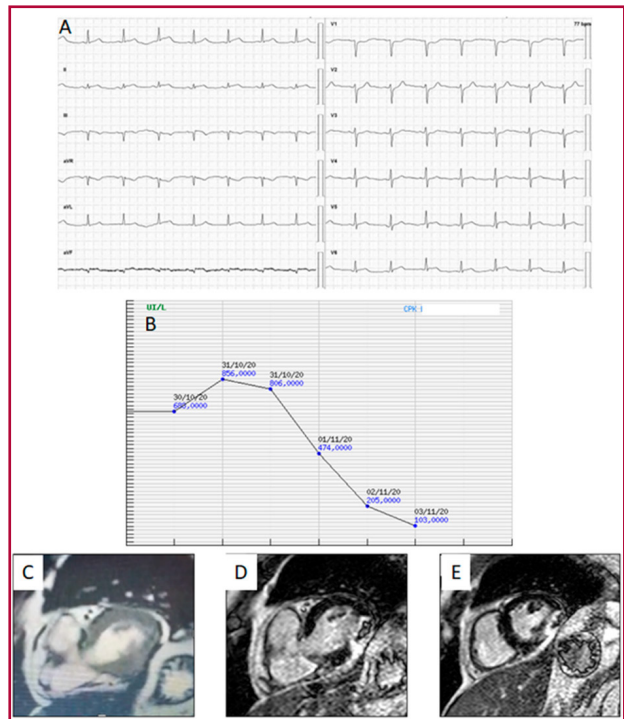 A
V1
77 bpm
II
V2
III
V3
aVR
V4
aVL
V5
aVF
V6
B
UI/L
CPK
31/10/20
856,0000
31/10/20
806,0000
30/10/20
01/11/20
474,0000
02/11/20
205,0000
03/11/20
103,0000
C
D
E